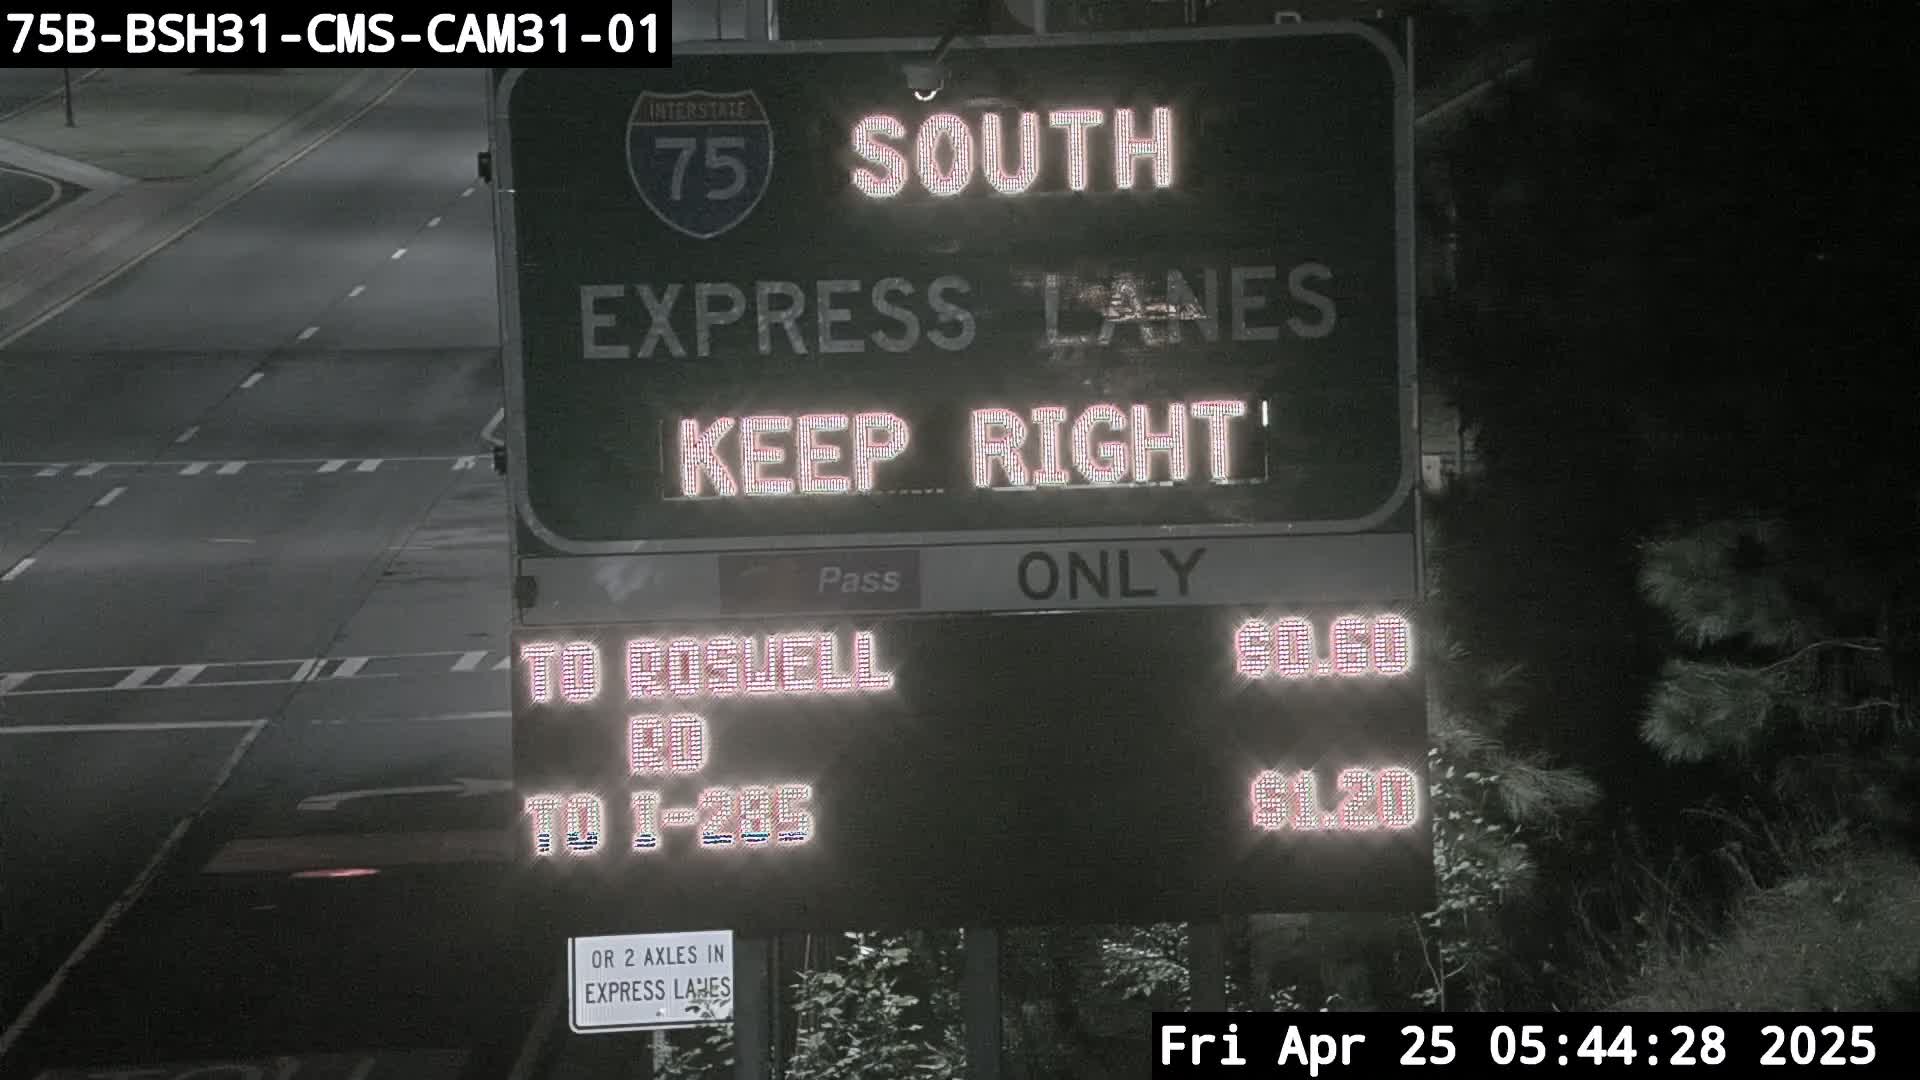 75B-BSH31-CMS-CAM31-01
INTERSTATE
75
SOUTH
EXPRESS LANES
KEEP RIGHT
Pass ONLY
TO ROSWELL $0.60
RD
TO I-285 $1.20
OR 2 AXLES IN
EXPRESS LANES
Fri Apr 25 05:44:28 2025